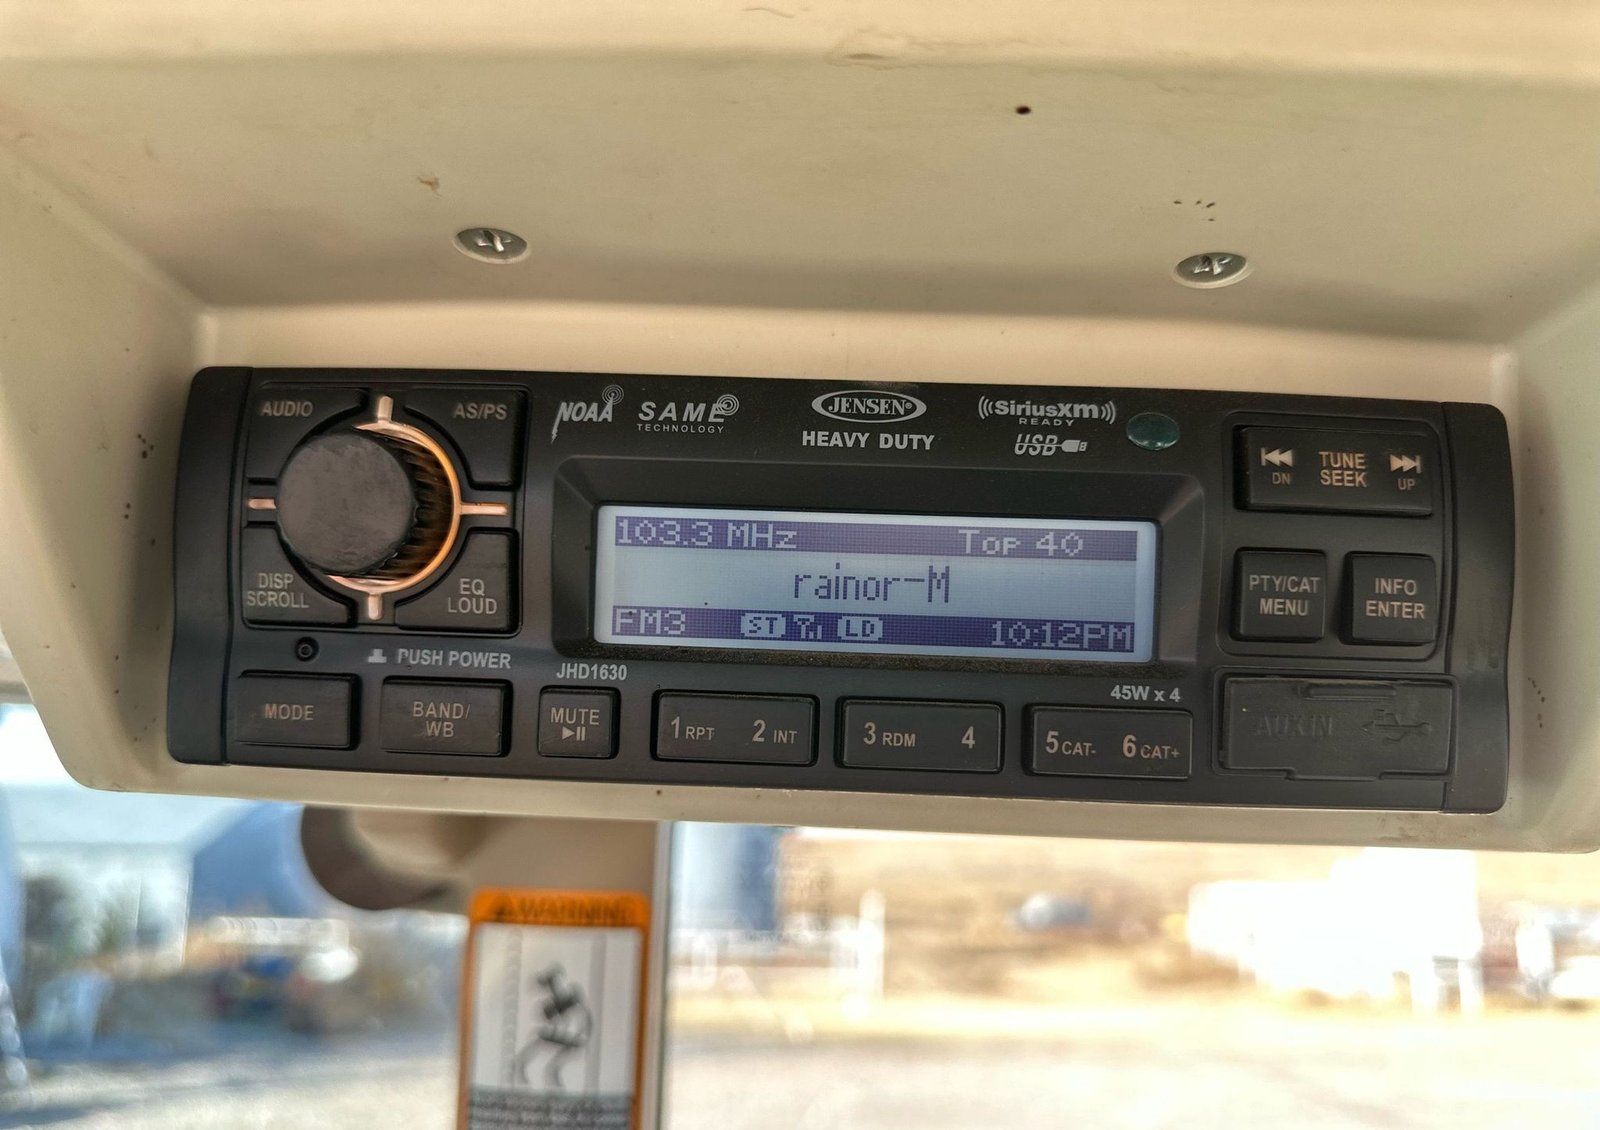 AUDIO
AS/PS
DISP
SCROLL
EQ
LOUD
NOAA
SAME
TECHNOLOGY
JENSEN®
HEAVY DUTY
SiriusXM
READY
USB
DN
TUNE
SEEK
UP
103.3 MHz Top 40
rainor-M
FM3 ST LD 10:12PM
PTY/CAT
MENU
INFO
ENTER
PUSH POWER
JHD1630
45W x 4
MODE
BAND/
WB
MUTE
1 RPT 2 INT
3 RDM 4
5 CAT- 6 CAT+
AUX IN
WARNING